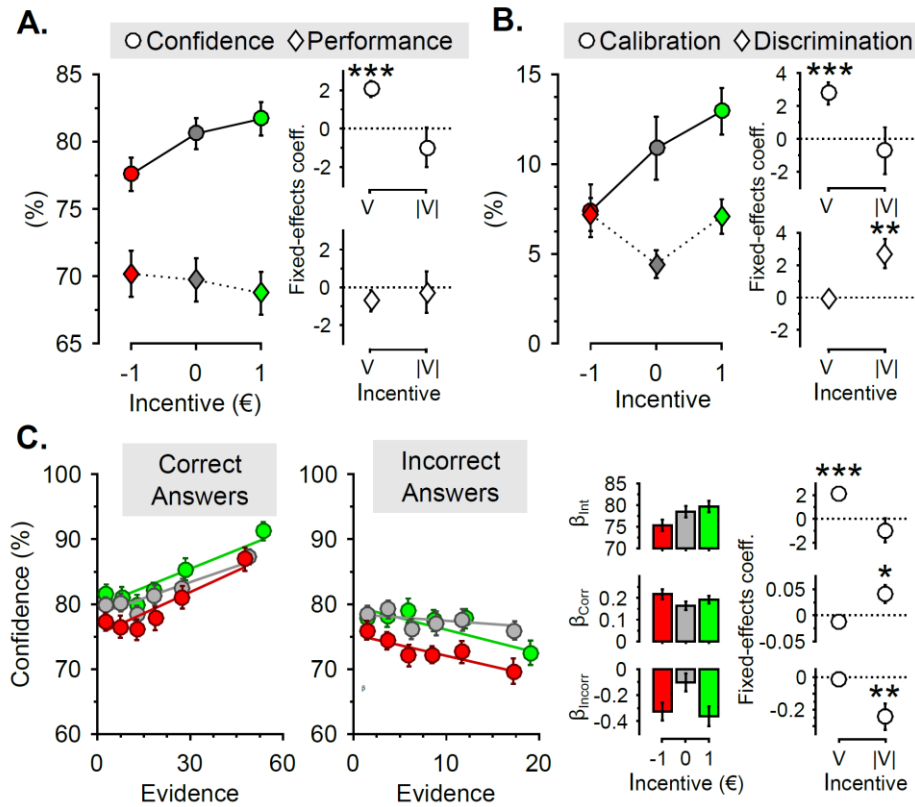 A.
Confidence Performance
85
80
75
70
65
(%)
-1 0 1
Incentive (€)
***
2
0
-2
V |V|
2
0
-2
V |V|
Incentive
Fixed-effects coeff.
B.
Calibration Discrimination
15
10
5
0
(%)
-1 0 1
Incentive
***
4
2
0
-2
V |V|
**
4
2
0
-2
V |V|
Incentive
Fixed-effects coeff.
C.
Correct
Answers
100
90
80
70
60
Confidence (%)
0 30 60
Evidence
Incorrect
Answers
100
90
80
70
60
β
0 10 20
Evidence
βInt
85
80
75
70
βCorr
0.2
0.1
0
βIncorr
0
-0.2
-0.4
-1 0 1
Incentive (€)
Fixed-effects coeff.
***
2
0
-2
*
0.05
0
-0.05
**
0
-0.2
V |V|
Incentive